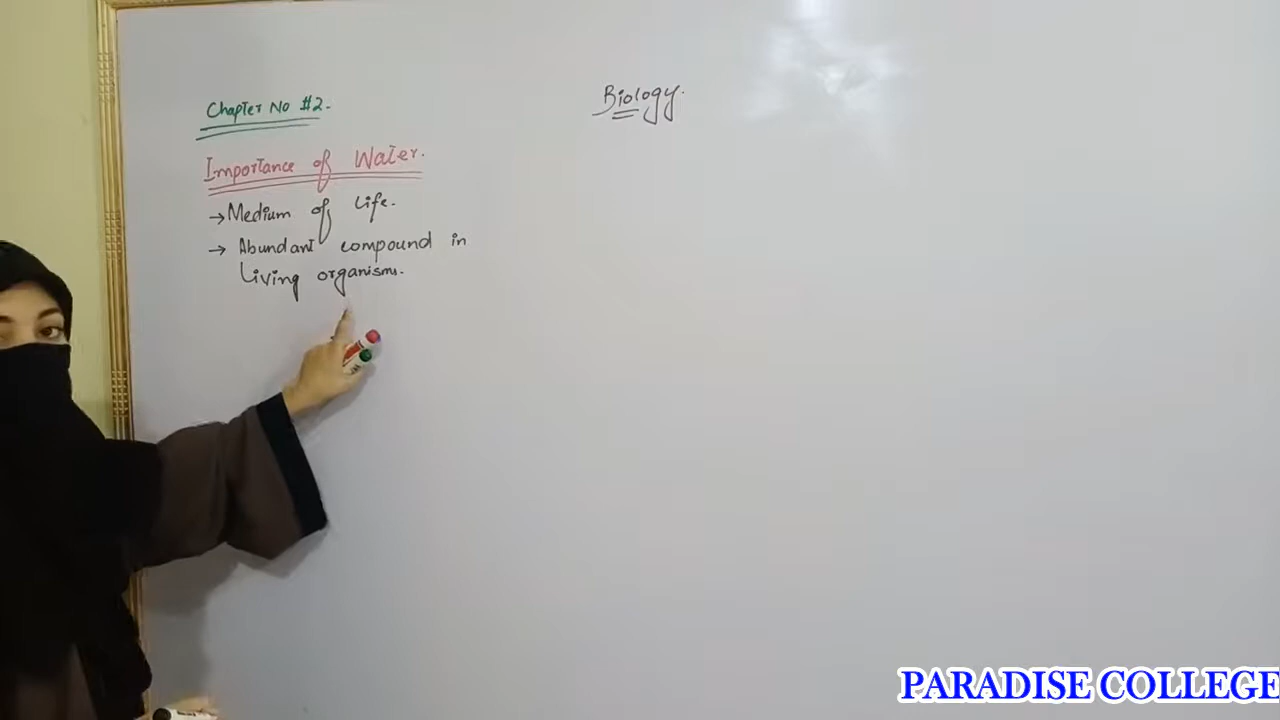 Biology.
Chapter No #2.
Importance of Water.
→ Medium of life.
→ Abundant compound in
living organisms.
PARADISE COLLEGE